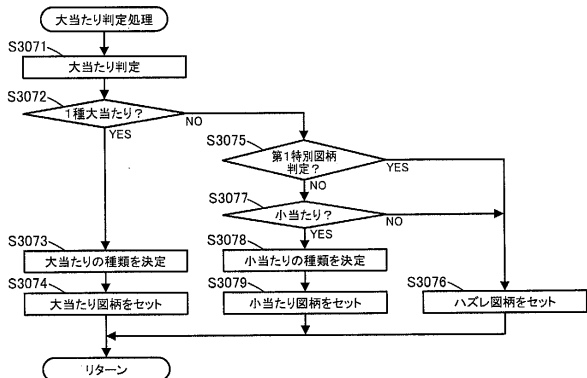 大当たり判定処理
S3071
大当たり判定
S3072
1種大当たり?
NO
YES
S3075
第1特別図柄
判定?
YES
NO
S3077
小当たり?
NO
YES
S3073
大当たりの種類を決定
S3078
小当たりの種類を決定
S3074
大当たり図柄をセット
S3079
小当たり図柄をセット
S3076
ハズレ図柄をセット
リターン